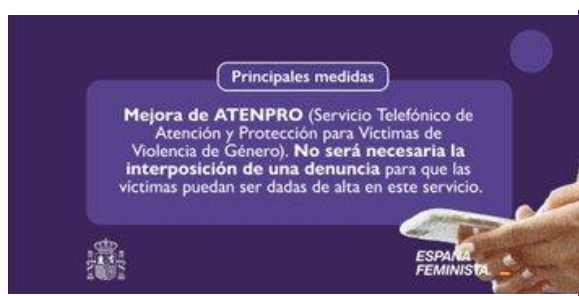 Principales medidas
Mejora de ATENPRO (Servicio Telefónico de
Atención y Protección para Víctimas de
Violencia de Género). No será necesaria la
interposición de una denuncia para que las
víctimas puedan ser dadas de alta en este servicio.
ESPAÑA
FEMINISTA